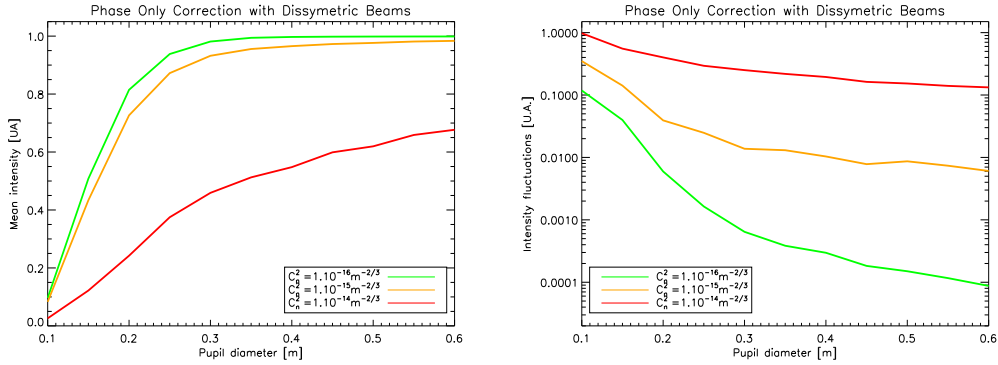 Phase Only Correction with Dissymetric Beams
Mean intensity [UA]
1.0
0.8
0.6
0.4
0.2
0.0
C²ₙ=1.10⁻¹⁶m⁻²/³
C²ₙ=1.10⁻¹⁵m⁻²/³
C²ₙ=1.10⁻¹⁴m⁻²/³
0.1 0.2 0.3 0.4 0.5 0.6
Pupil diameter [m]
Phase Only Correction with Dissymetric Beams
Intensity fluctuations [U.A.]
1.0000
0.1000
0.0100
0.0010
0.0001
C²ₙ=1.10⁻¹⁶m⁻²/³
C²ₙ=1.10⁻¹⁵m⁻²/³
C²ₙ=1.10⁻¹⁴m⁻²/³
0.1 0.2 0.3 0.4 0.5 0.6
Pupil diameter [m]